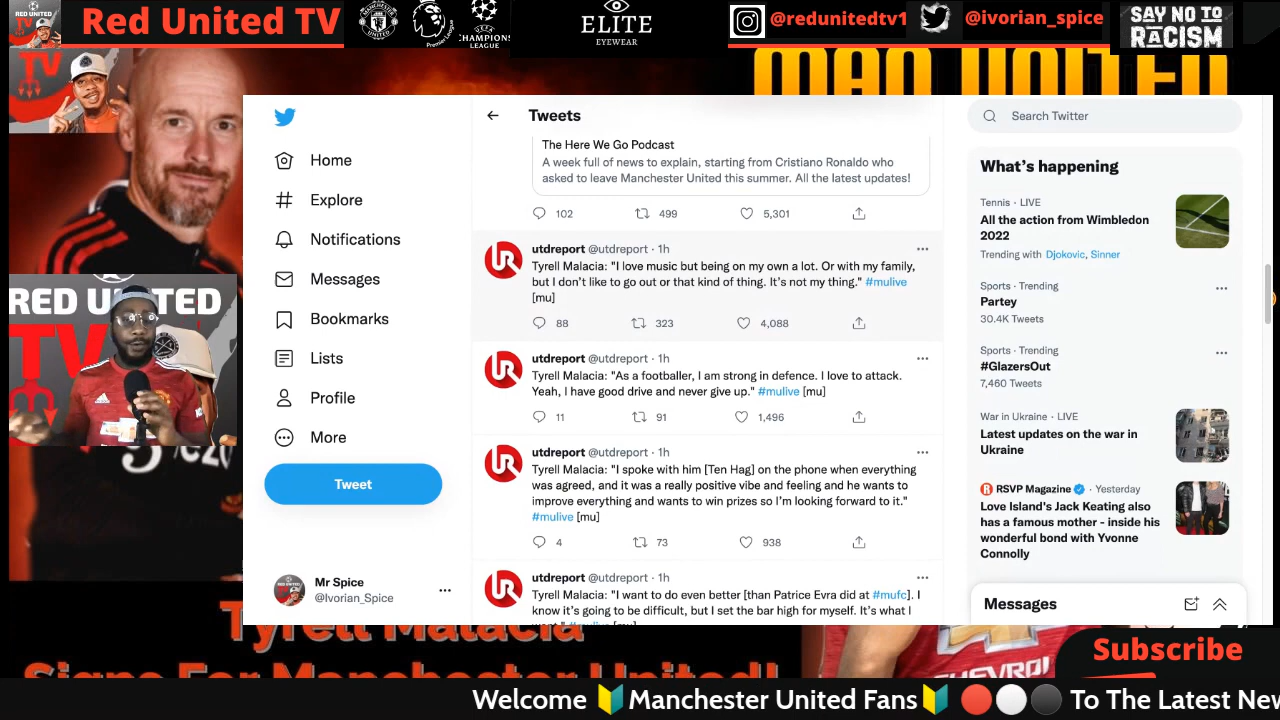 Red United TV
Premier League
CHAMPIONS
LEAGUE
ELITE
EYEWEAR
@redunitedtv1
@ivorian_spice
SAY NO TO
RACISM
TV
MAN UNITED
Home
Explore
Notifications
Messages
Bookmarks
Lists
Profile
More
Tweet
Mr Spice
@Ivorian_Spice
Tweets
The Here We Go Podcast
A week full of news to explain, starting from Cristiano Ronaldo who
asked to leave Manchester United this summer. All the latest updates!
102 499 5,301
utdreport @utdreport · 1h
Tyrell Malacia: "I love music but being on my own a lot. Or with my family,
but I don't like to go out or that kind of thing. It's not my thing." #mulive
[mu]
88 323 4,088
utdreport @utdreport · 1h
Tyrell Malacia: "As a footballer, I am strong in defence. I love to attack.
Yeah, I have good drive and never give up." #mulive [mu]
11 91 1,496
utdreport @utdreport · 1h
Tyrell Malacia: "I spoke with him [Ten Hag] on the phone when everything
was agreed, and it was a really positive vibe and feeling and he wants to
improve everything and wants to win prizes so I'm looking forward to it."
#mulive [mu]
4 73 938
utdreport @utdreport · 1h
Tyrell Malacia: "I want to do even better [than Patrice Evra did at #mufc]. I
know it's going to be difficult, but I set the bar high for myself. It's what I
Search Twitter
What's happening
Tennis · LIVE
All the action from Wimbledon
2022
Trending with Djokovic, Sinner
Sports · Trending
Partey
30.4K Tweets
Sports · Trending
#GlazersOut
7,460 Tweets
War in Ukraine · LIVE
Latest updates on the war in
Ukraine
RSVP Magazine · Yesterday
Love Island's Jack Keating also
has a famous mother - inside his
wonderful bond with Yvonne
Connolly
Messages
RED UNITED
TV
Tyrell Malacia
Signs For Manchester United!
CHEVROLET
Subscribe
Welcome 🔰Manchester United Fans🔰 🔴⚪⚫ To The Latest New